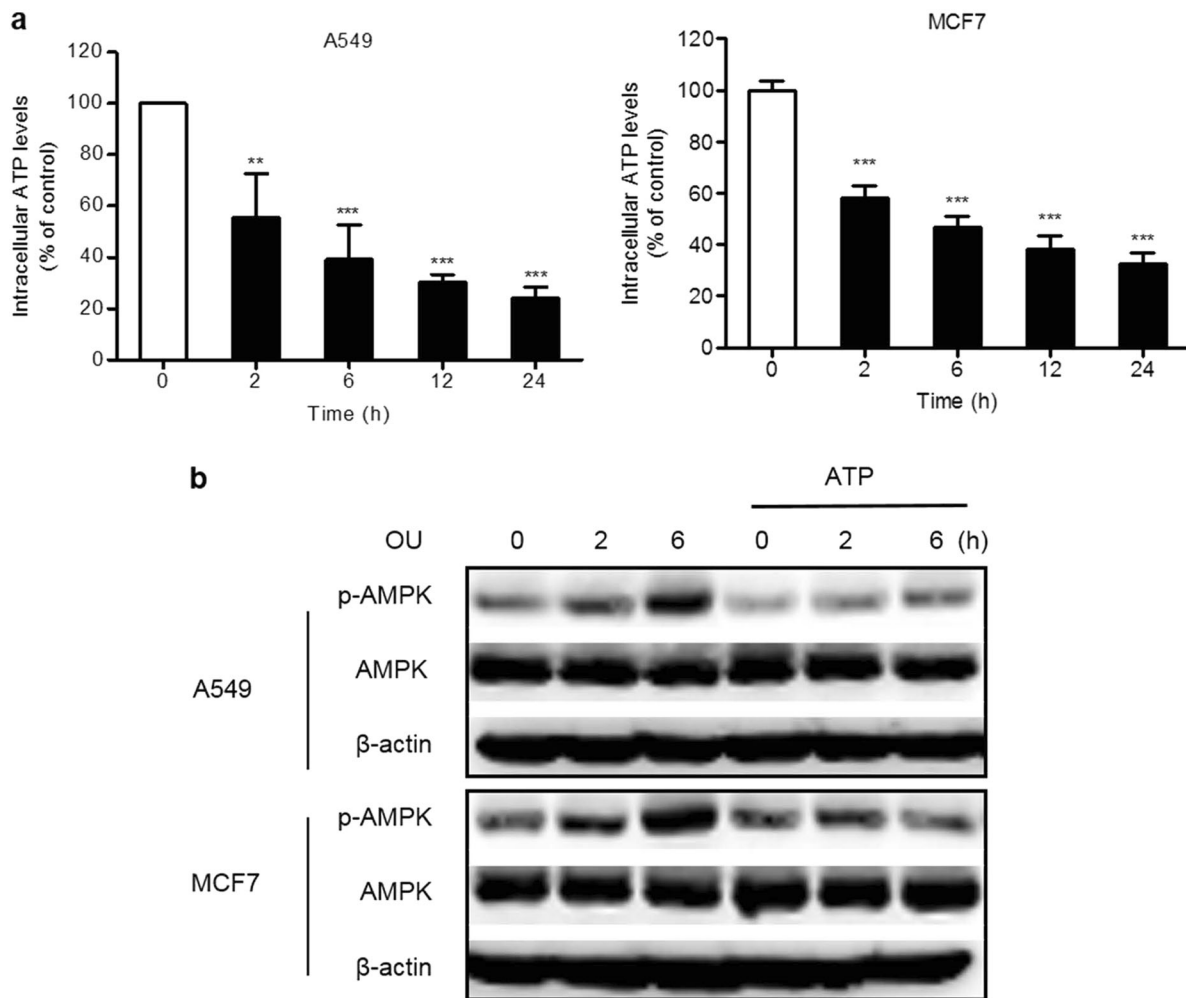 a
A549
Intracellular ATP levels
(% of control)
120
100
80
60
40
20
0
**
***
***
***
0 2 6 12 24
Time (h)
MCF7
Intracellular ATP levels
(% of control)
120
100
80
60
40
20
0
***
***
***
***
0 2 6 12 24
Time (h)
b
ATP
OU 0 2 6 0 2 6 (h)
A549
p-AMPK
AMPK
β-actin
MCF7
p-AMPK
AMPK
β-actin